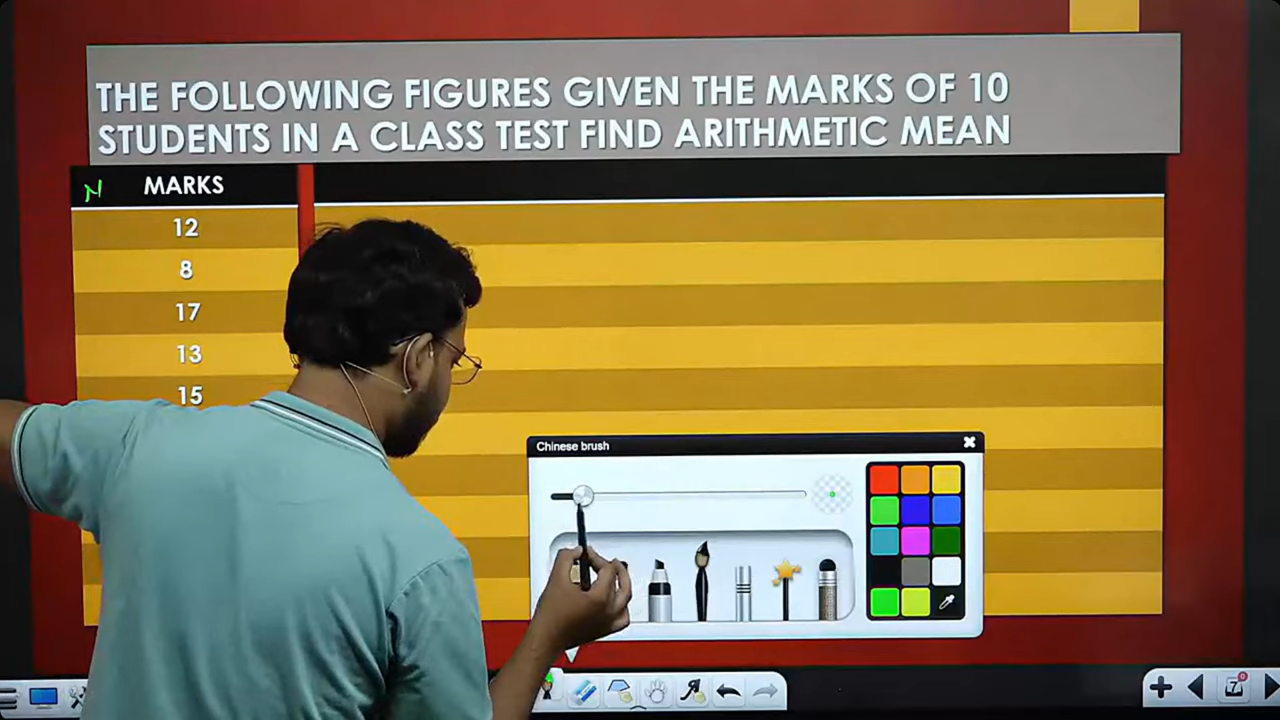 THE FOLLOWING FIGURES GIVEN THE MARKS OF 10
STUDENTS IN A CLASS TEST FIND ARITHMETIC MEAN
N MARKS
12
8
17
13
15
Chinese brush
7